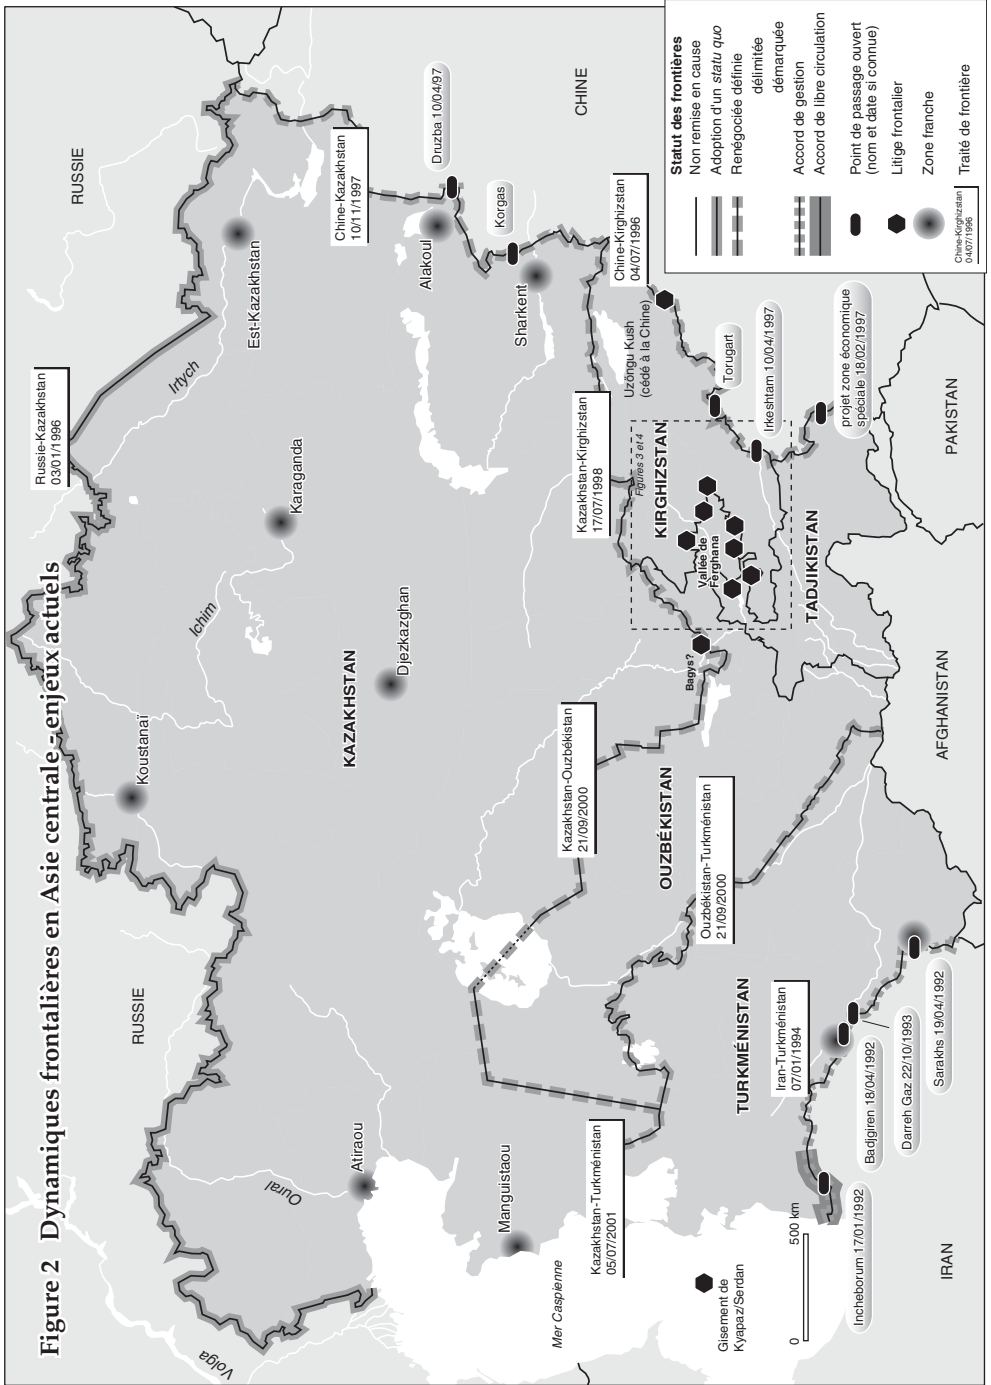 Figure 2 Dynamiques frontalières en Asie centrale - enjeux actuels
RUSSIE
RUSSIE
Volga
Oural
Atiraou
Koustanaï
Ichim
Russie-Kazakhstan
03/01/1996
Irtych
Karaganda
Est-Kazakhstan
KAZAKHSTAN
Djezkazghan
Chine-Kazakhstan
10/11/1997
Druzba 10/04/97
Alakoul
Korgas
Sharkent
CHINE
Manguistaou
Mer Caspienne
Kazakhstan-Turkménistan
05/07/2001
Kazakhstan-Ouzbékistan
21/09/2000
Kazakhstan-Kirghizstan
17/07/1998
Chine-Kirghizstan
04/07/1996
Uzöngu Kush
(cédé à la Chine)
Figures 3 et 4
KIRGHIZSTAN
Vallée de
Ferghana
Bagys?
OUZBÉKISTAN
Ouzbékistan-Turkménistan
21/09/2000
TURKMÉNISTAN
Iran-Turkménistan
07/01/1994
Torugart
Irkeshtam 10/04/1997
projet zone économique
spéciale 18/02/1997
TADJIKISTAN
PAKISTAN
AFGHANISTAN
IRAN
Gisement de
Kyapaz/Serdan
0
500 km
Incheborum 17/01/1992
Badjgiren 18/04/1992
Darreh Gaz 22/10/1993
Sarakhs 19/04/1992
Statut des frontières
Non remise en cause
Adoption d'un statu quo
Renégociée définie
délimitée
démarquée
Accord de gestion
Accord de libre circulation
Point de passage ouvert
(nom et date si connue)
Litige frontalier
Zone franche
Chine-Kirghizstan
04/07/1996
Traité de frontière